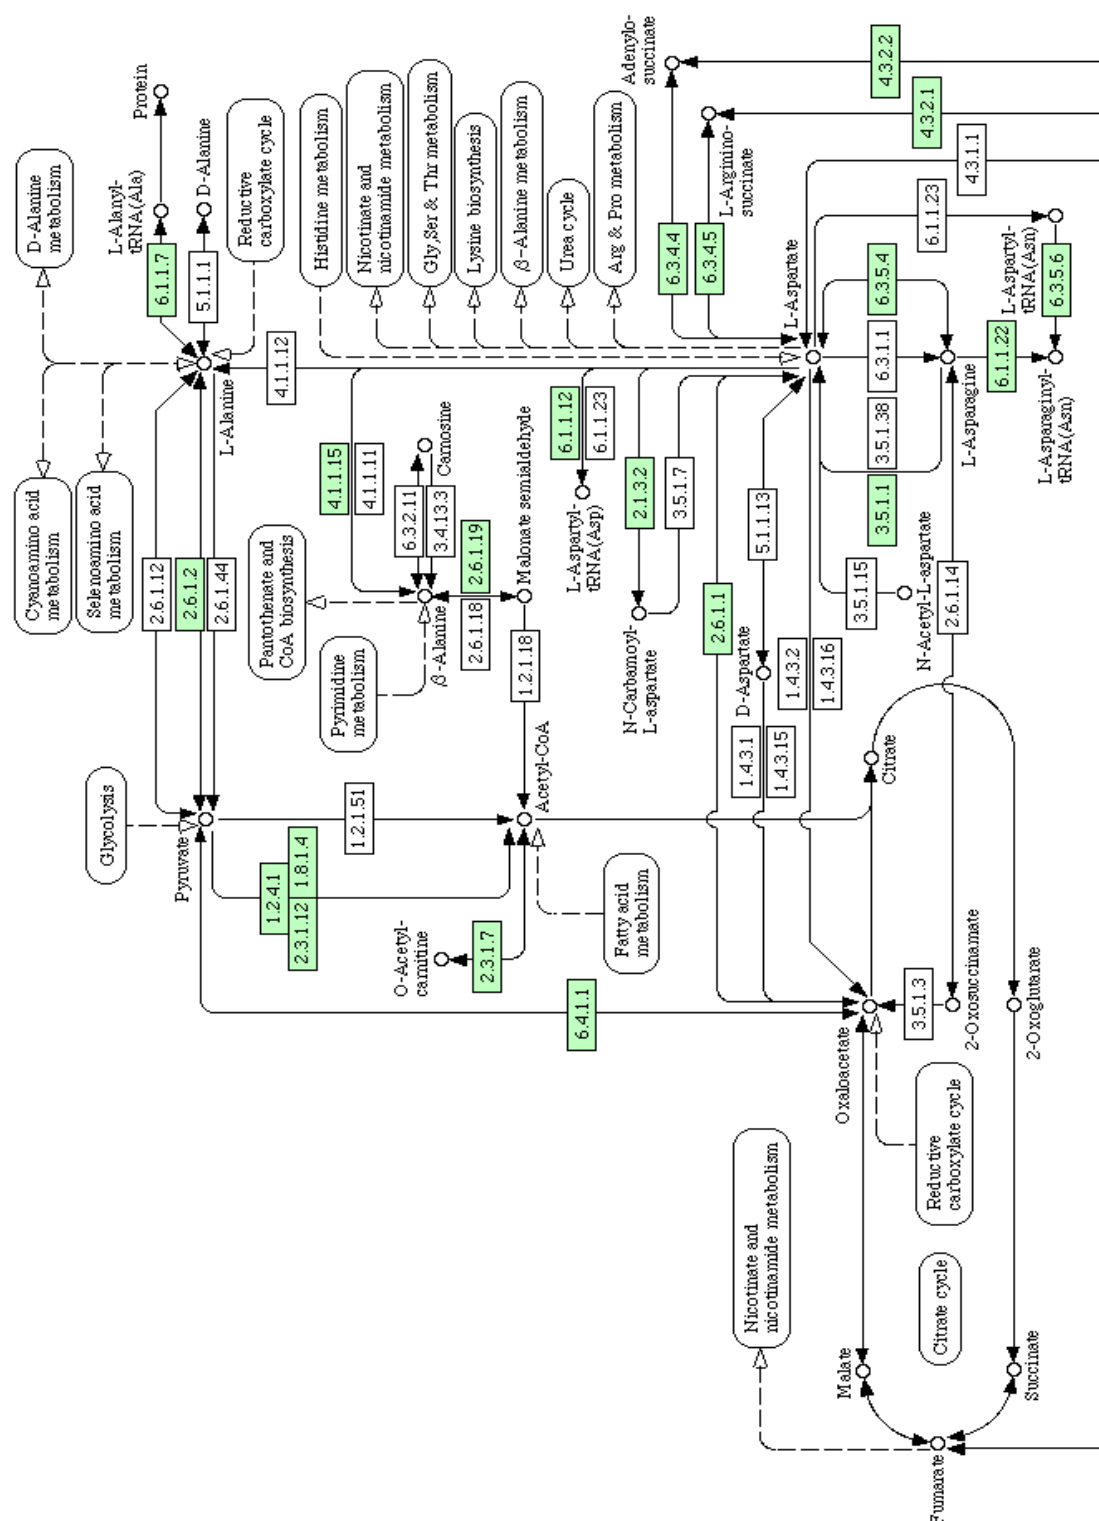 Fumarate
Malate
Succinate
Citrate cycle
Nicotinate and
nicotinamide metabolism
Reductive
carboxylate cycle
Oxaloacetate
2-Oxosuccinamate
2-Oxoglutarate
3.5.1.3
6.4.1.1
O-Acetyl-
carnitine
2.3.1.7
Fatty acid
metabolism
Glycolysis
Pyruvate
1.2.4.1
2.3.1.12
1.8.1.4
1.2.1.51
Acetyl-CoA
Citrate
1.2.1.18
Malonate semialdehyde
2.6.1.12
2.6.1.2
2.6.1.44
Cyanoamino acid
metabolism
Selenoamino acid
metabolism
Pantothenate and
CoA biosynthesis
Pyrimidine
metabolism
β-Alanine
2.6.1.19
2.6.1.18
6.3.2.11
3.4.13.3
Carnosine
4.1.1.15
4.1.1.11
L-Aspartyl-
tRNA(Asp)
6.1.1.12
6.1.1.23
N-Carbamoyl-
L-aspartate
2.1.3.2
3.5.1.7
2.6.1.1
D-Aspartate
5.1.1.13
1.4.3.1
1.4.3.15
1.4.3.2
1.4.3.16
3.5.1.15
N-Acetyl-L-aspartate
2.6.1.14
D-Alanine
metabolism
L-Alanyl-
tRNA(Ala)
Protein
6.1.1.7
5.1.1.1
D-Alanine
Reductive
carboxylate cycle
L-Alanine
4.1.1.12
Histidine metabolism
Nicotinate and
nicotinamide metabolism
Gly,Ser & Thr metabolism
Lysine biosynthesis
β-Alanine metabolism
Urea cycle
Arg & Pro metabolism
Adenylo-
succinate
L-Arginino-
succinate
6.3.4.4
6.3.4.5
L-Aspartate
4.3.2.2
4.3.2.1
4.3.1.1
6.1.1.23
L-Aspartyl-
tRNA(Asn)
6.3.5.4
6.3.1.1
3.5.1.38
3.5.1.1
L-Asparagine
6.1.1.22
6.3.5.6
L-Asparaginyl-
tRNA(Asn)